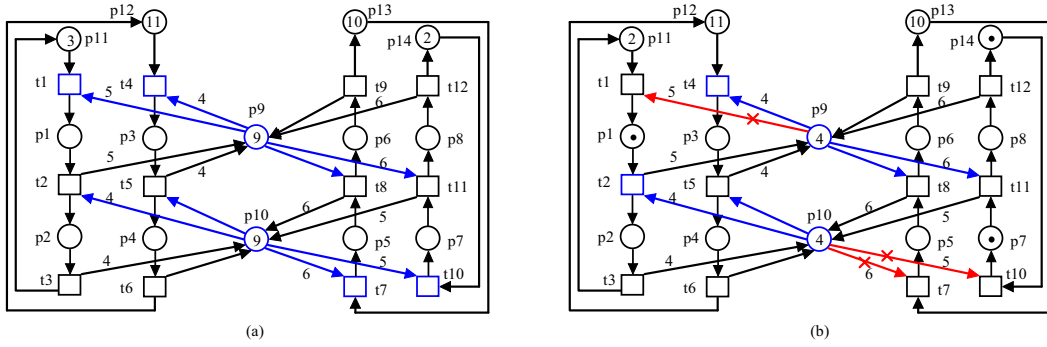 p12 11 10 p13
3 p11 2 p14
t1 t4 t9 t12
5 4 p9 6
p1 p3 9 p6 p8
5 4 6
t2 t5 t8 t11
4 p10 6 5
p2 p4 9 p5 p7
4 6 5
t3 t6 t7 t10
(a)
p12 11 10 p13
2 p11 p14
t1 t4 t9 t12
5 4 p9 6
p1 p3 4 p6 p8
5 4 6
t2 t5 t8 t11
4 p10 6 5
p2 p4 4 p5 p7
4 6 5
t3 t6 t7 t10
(b)